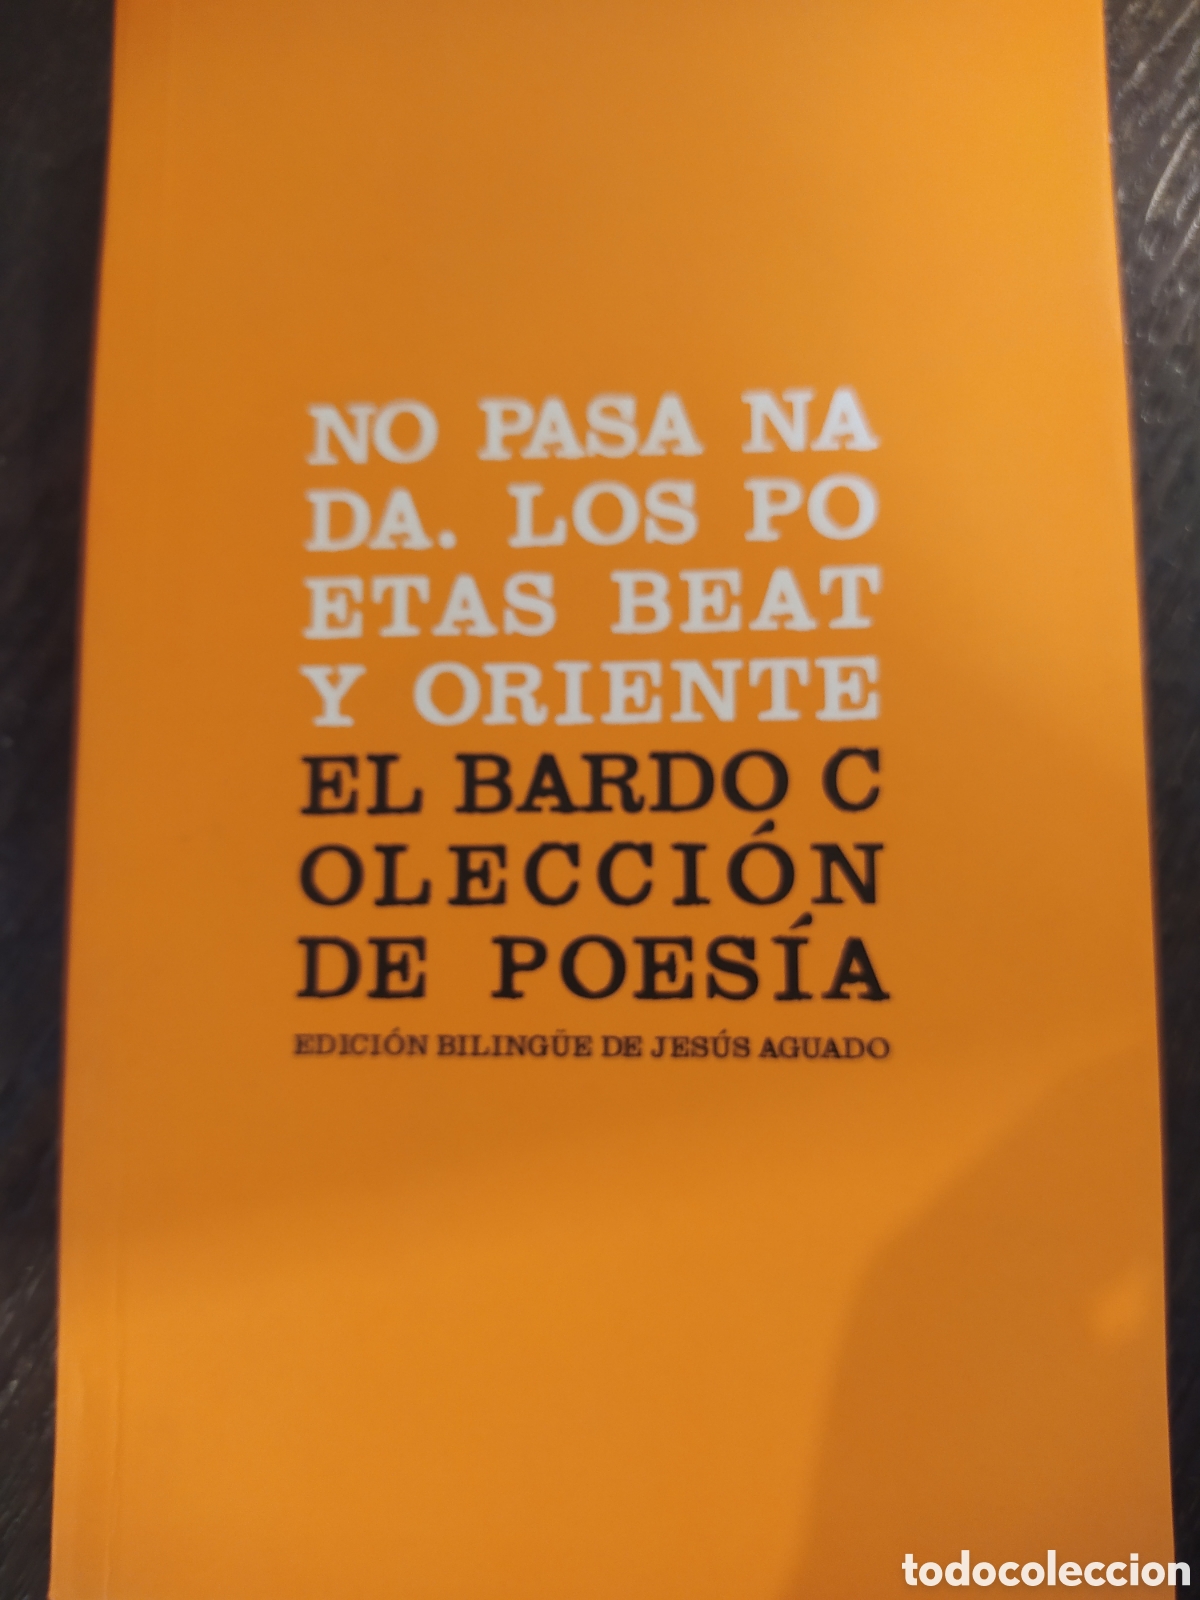 NO PASA NA
DA. LOS PO
ETAS BEAT
Y ORIENTE
EL BARDO C
OLECCIÓN
DE POESÍA
EDICIÓN BILINGÜE DE JESÚS AGUADO
todocoleccion